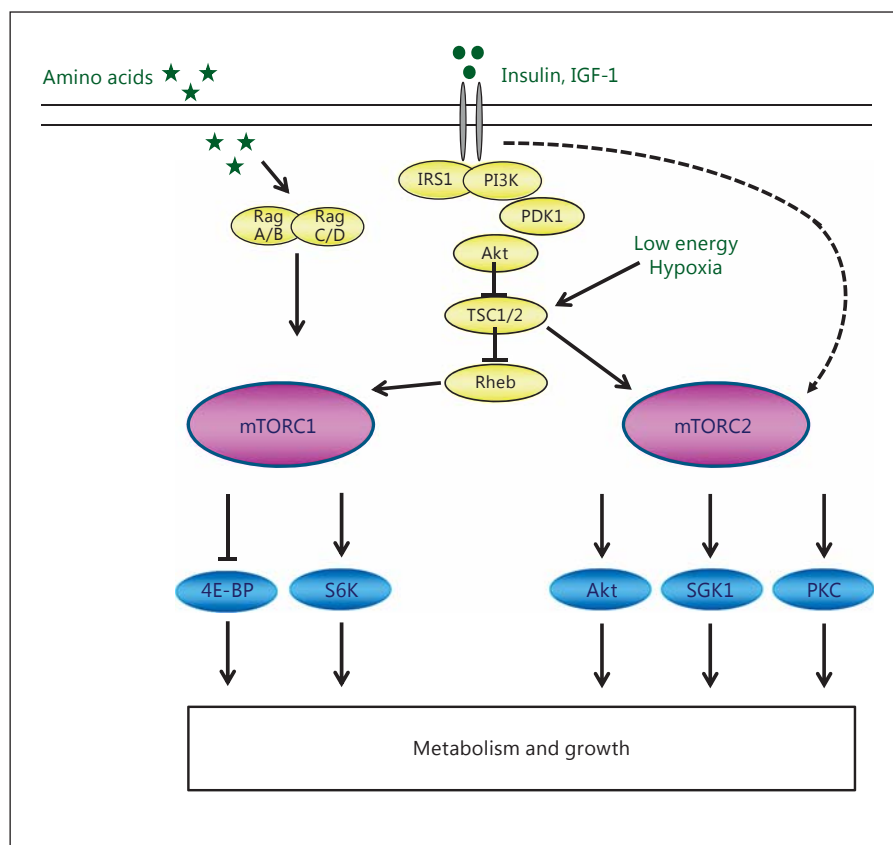 Amino acids
Insulin, IGF-1
IRS1
PI3K
PDK1
Rag
A/B
Rag
C/D
Akt
Low energy
Hypoxia
TSC1/2
Rheb
mTORC1
mTORC2
4E-BP
S6K
Akt
SGK1
PKC
Metabolism and growth